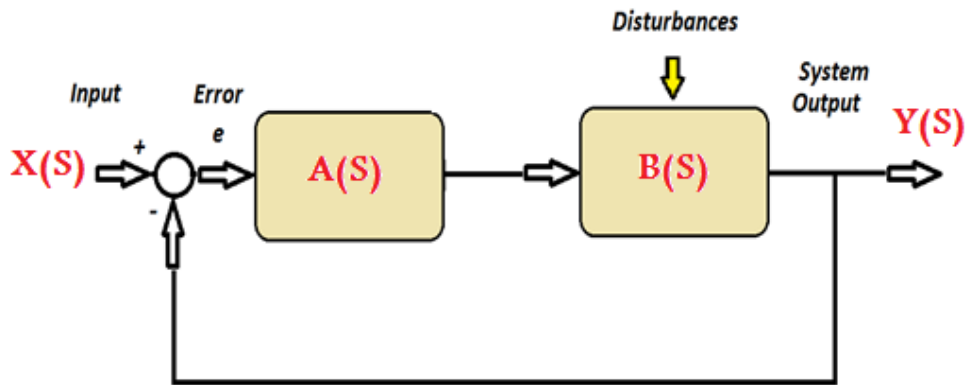 Disturbances
System
Output
Input
Error
e
X(S)
+
-
A(S)
B(S)
Y(S)